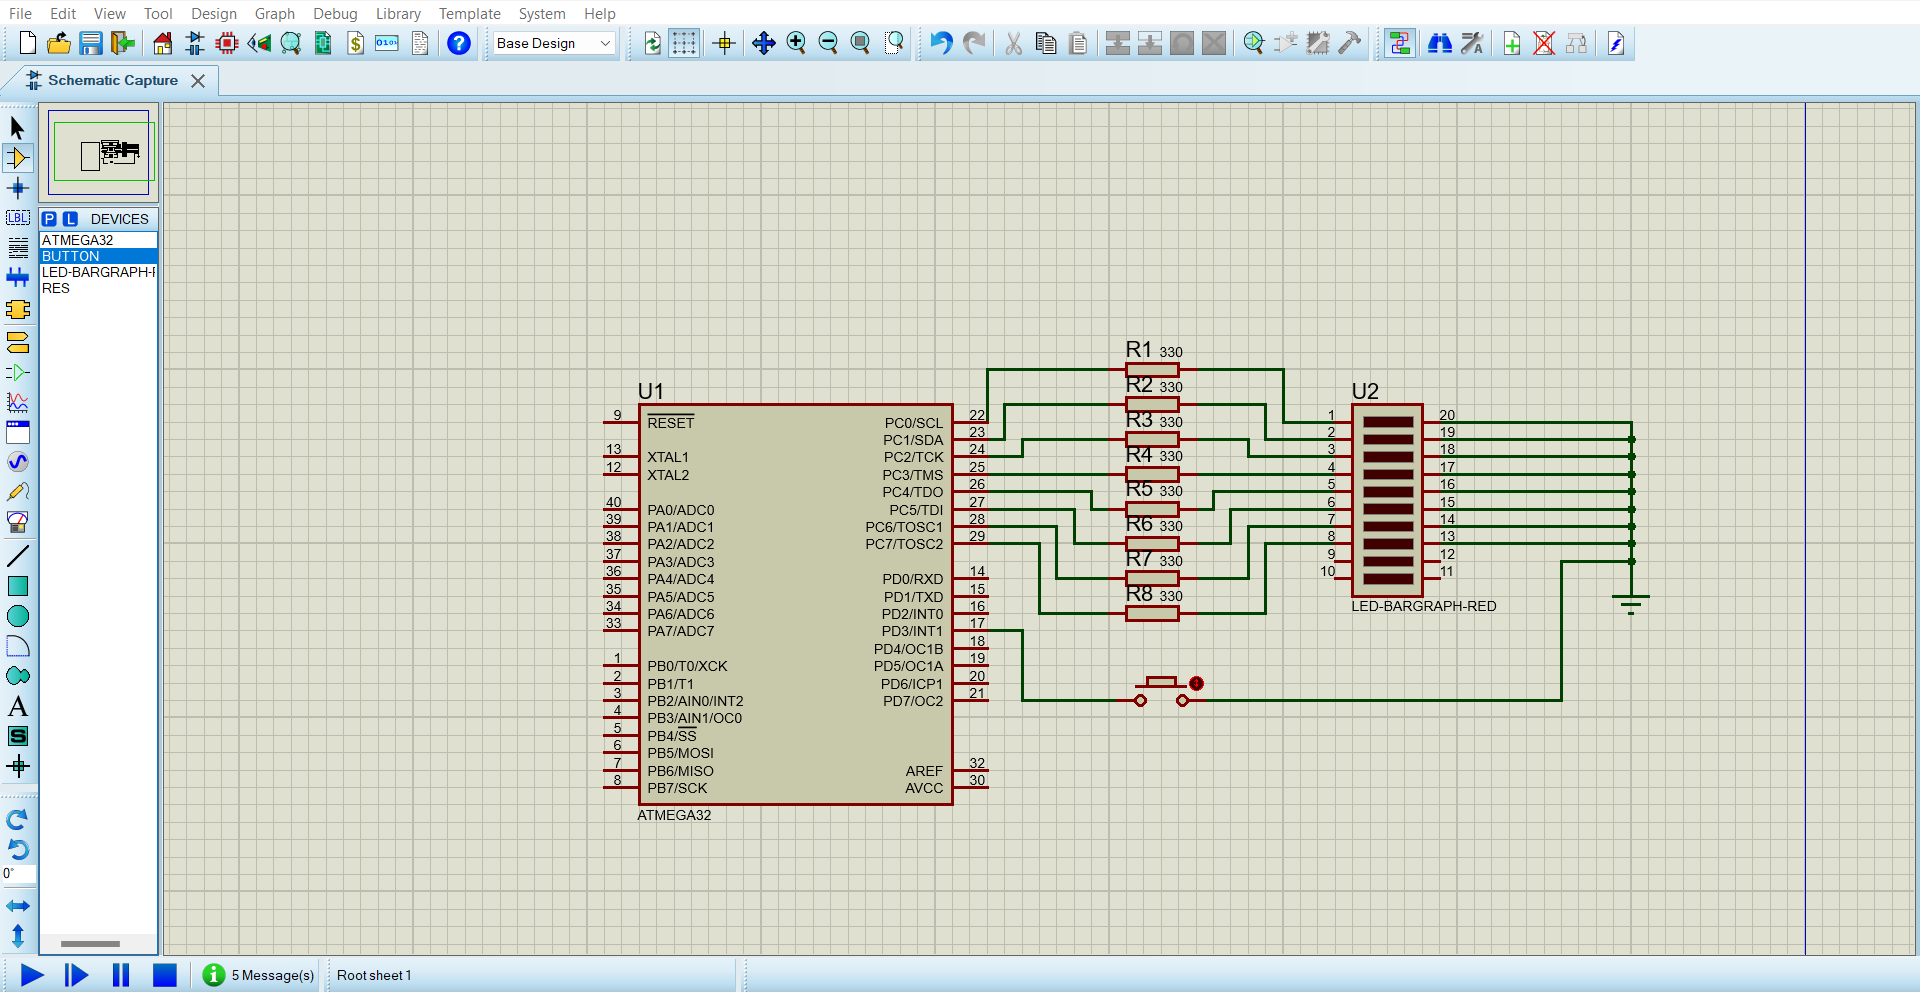 File Edit View Tool Design Graph Debug Library Template System Help
Base Design
Schematic Capture
P L DEVICES
ATMEGA32
BUTTON
LED-BARGRAPH-F
RES
LBL
A
S
0°
U1
9 RESET
13 XTAL1
12 XTAL2
40 PA0/ADC0
39 PA1/ADC1
38 PA2/ADC2
37 PA3/ADC3
36 PA4/ADC4
35 PA5/ADC5
34 PA6/ADC6
33 PA7/ADC7
1 PB0/T0/XCK
2 PB1/T1
3 PB2/AIN0/INT2
4 PB3/AIN1/OC0
5 PB4/SS
6 PB5/MOSI
7 PB6/MISO
8 PB7/SCK
PC0/SCL 22
PC1/SDA 23
PC2/TCK 24
PC3/TMS 25
PC4/TDO 26
PC5/TDI 27
PC6/TOSC1 28
PC7/TOSC2 29
PD0/RXD 14
PD1/TXD 15
PD2/INT0 16
PD3/INT1 17
PD4/OC1B 18
PD5/OC1A 19
PD6/ICP1 20
PD7/OC2 21
AREF 32
AVCC 30
ATMEGA32
R1 330
R2 330
R3 330
R4 330
R5 330
R6 330
R7 330
R8 330
U2
1 20
2 19
3 18
4 17
5 16
6 15
7 14
8 13
9 12
10 11
LED-BARGRAPH-RED
5 Message(s) Root sheet 1